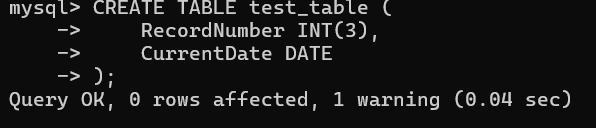 mysql> CREATE TABLE test_table (
    ->     RecordNumber INT(3),
    ->     CurrentDate DATE
    -> );
Query OK, 0 rows affected, 1 warning (0.04 sec)